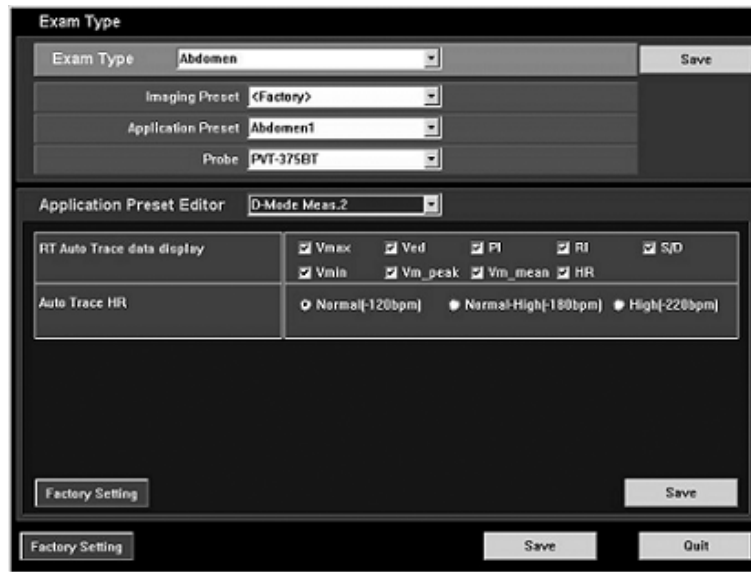 Exam Type
Exam Type Abdomen Save
Imaging Preset <Factory>
Application Preset Abdomen1
Probe PVT-375BT
Application Preset Editor D-Mode Meas.2
RT Auto Trace data display Vmax Ved PI RI S/D
Vmin Vm_peak Vm_mean HR
Auto Trace HR Normal(-120bpm) Normal-High(-180bpm) High(-220bpm)
Factory Setting Save
Factory Setting Save Quit